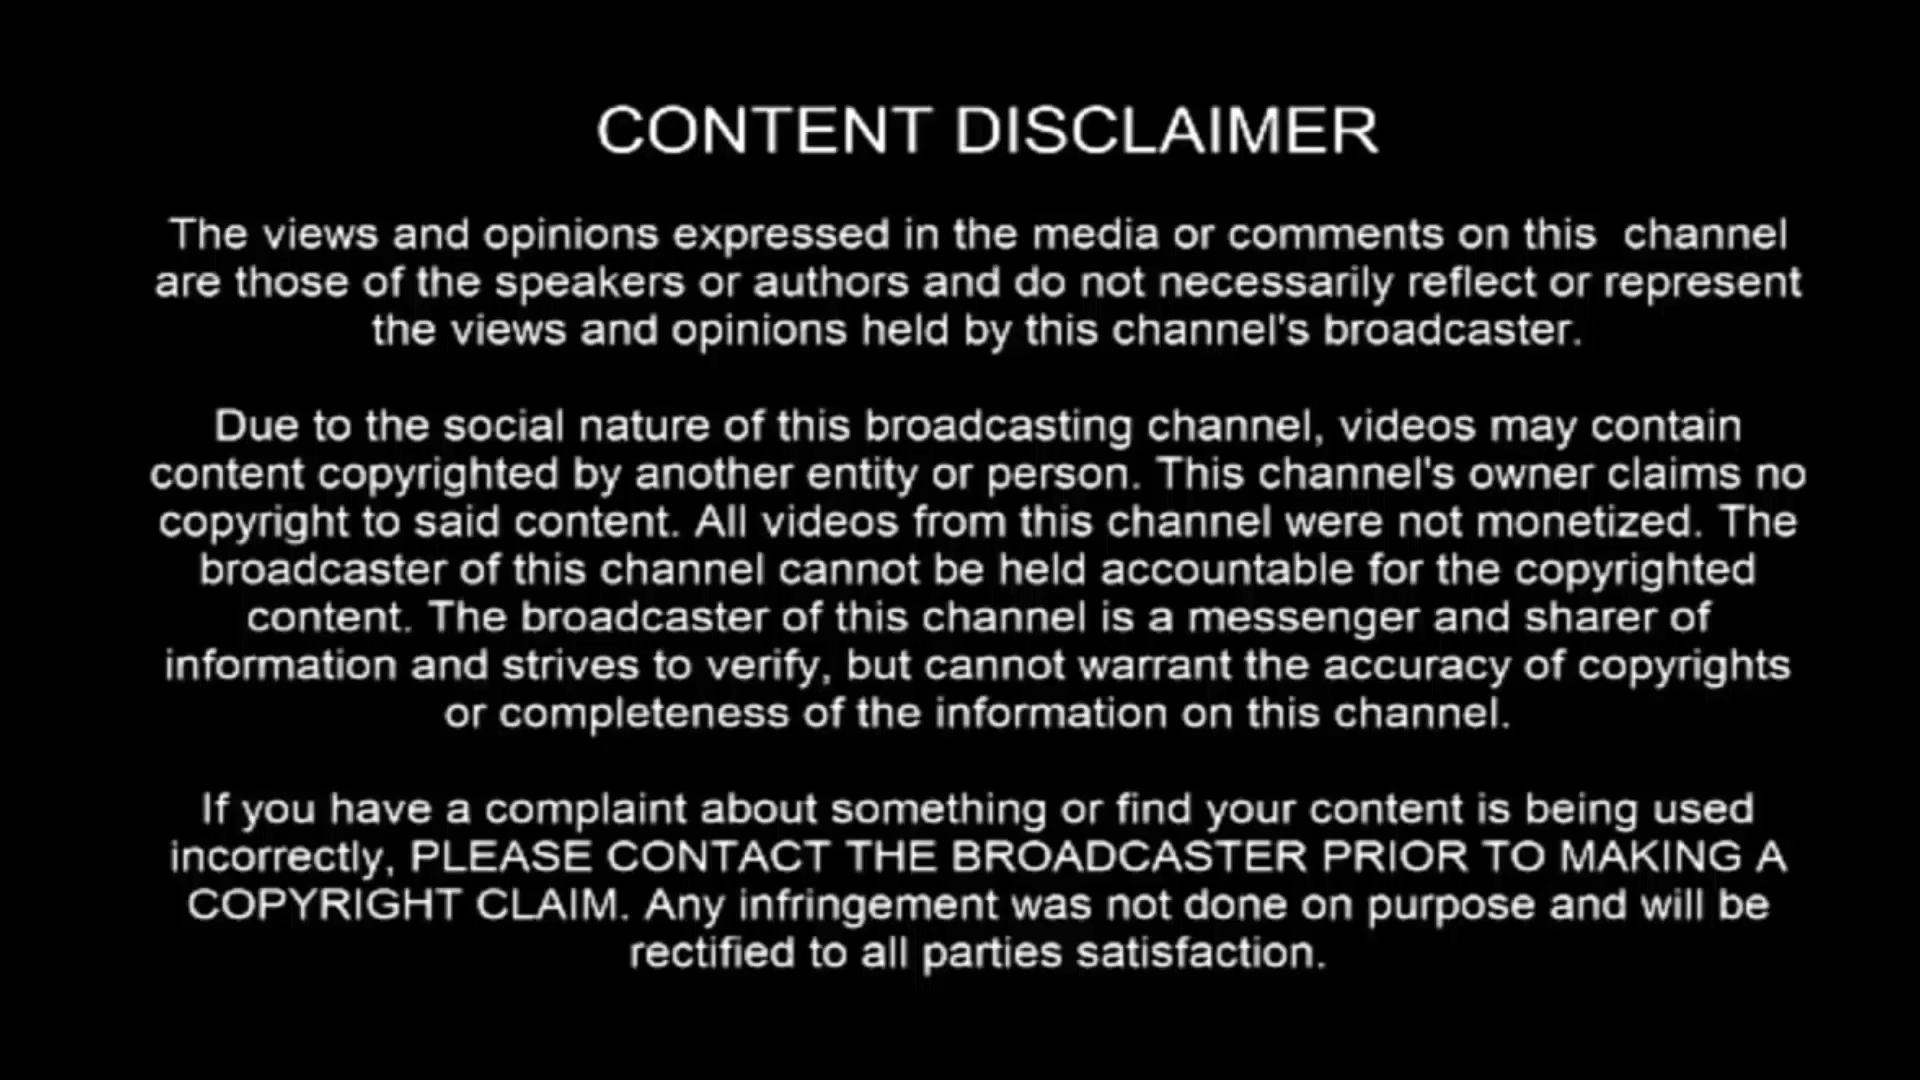 CONTENT DISCLAIMER
The views and opinions expressed in the media or comments on this  channel
are those of the speakers or authors and do not necessarily reflect or represent
the views and opinions held by this channel's broadcaster.
Due to the social nature of this broadcasting channel, videos may contain
content copyrighted by another entity or person. This channel's owner claims no
copyright to said content. All videos from this channel were not monetized. The
broadcaster of this channel cannot be held accountable for the copyrighted
content. The broadcaster of this channel is a messenger and sharer of
information and strives to verify, but cannot warrant the accuracy of copyrights
or completeness of the information on this channel.
If you have a complaint about something or find your content is being used
incorrectly, PLEASE CONTACT THE BROADCASTER PRIOR TO MAKING A
COPYRIGHT CLAIM. Any infringement was not done on purpose and will be
rectified to all parties satisfaction.